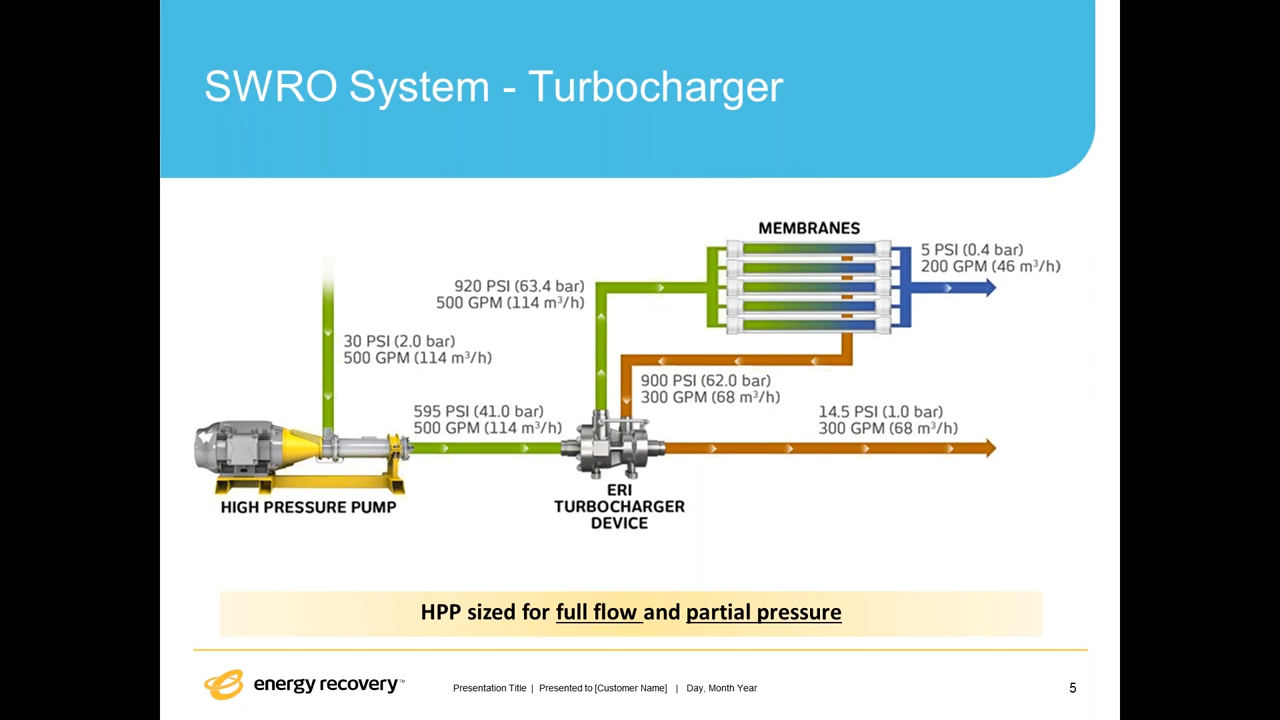 SWRO System - Turbocharger
MEMBRANES
5 PSI (0.4 bar)
200 GPM (46 m³/h)
920 PSI (63.4 bar)
500 GPM (114 m³/h)
30 PSI (2.0 bar)
500 GPM (114 m³/h)
900 PSI (62.0 bar)
300 GPM (68 m³/h)
595 PSI (41.0 bar)
500 GPM (114 m³/h)
14.5 PSI (1.0 bar)
300 GPM (68 m³/h)
HIGH PRESSURE PUMP
ERI
TURBOCHARGER
DEVICE
HPP sized for full flow and partial pressure
energy recovery™
Presentation Title | Presented to [Customer Name] | Day, Month Year
5